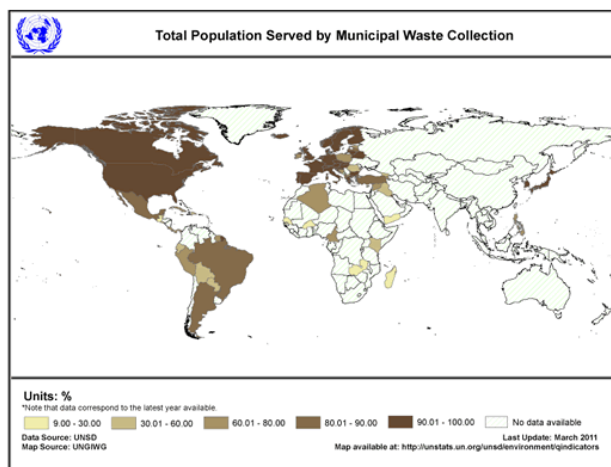 Total Population Served by Municipal Waste Collection
Units: %
*Note that data correspond to the latest year available.
9.00 - 30.00 30.01 - 60.00 60.01 - 80.00 80.01 - 90.00 90.01 - 100.00 No data available
Data Source: UNSD Last Update: March 2011
Map Source: UNGIWG Map available at: http://unstats.un.org/unsd/environment/qindicators